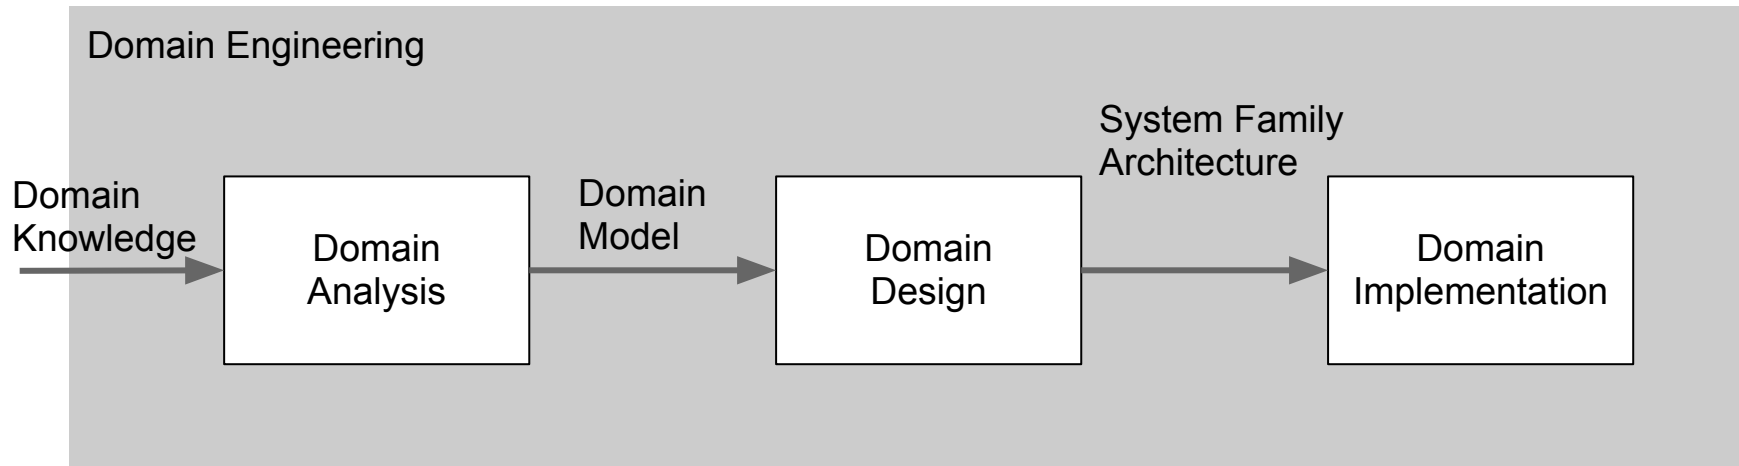 Domain Engineering
System Family
Architecture
Domain
Knowledge
Domain
Model
Domain
Analysis
Domain
Design
Domain
Implementation